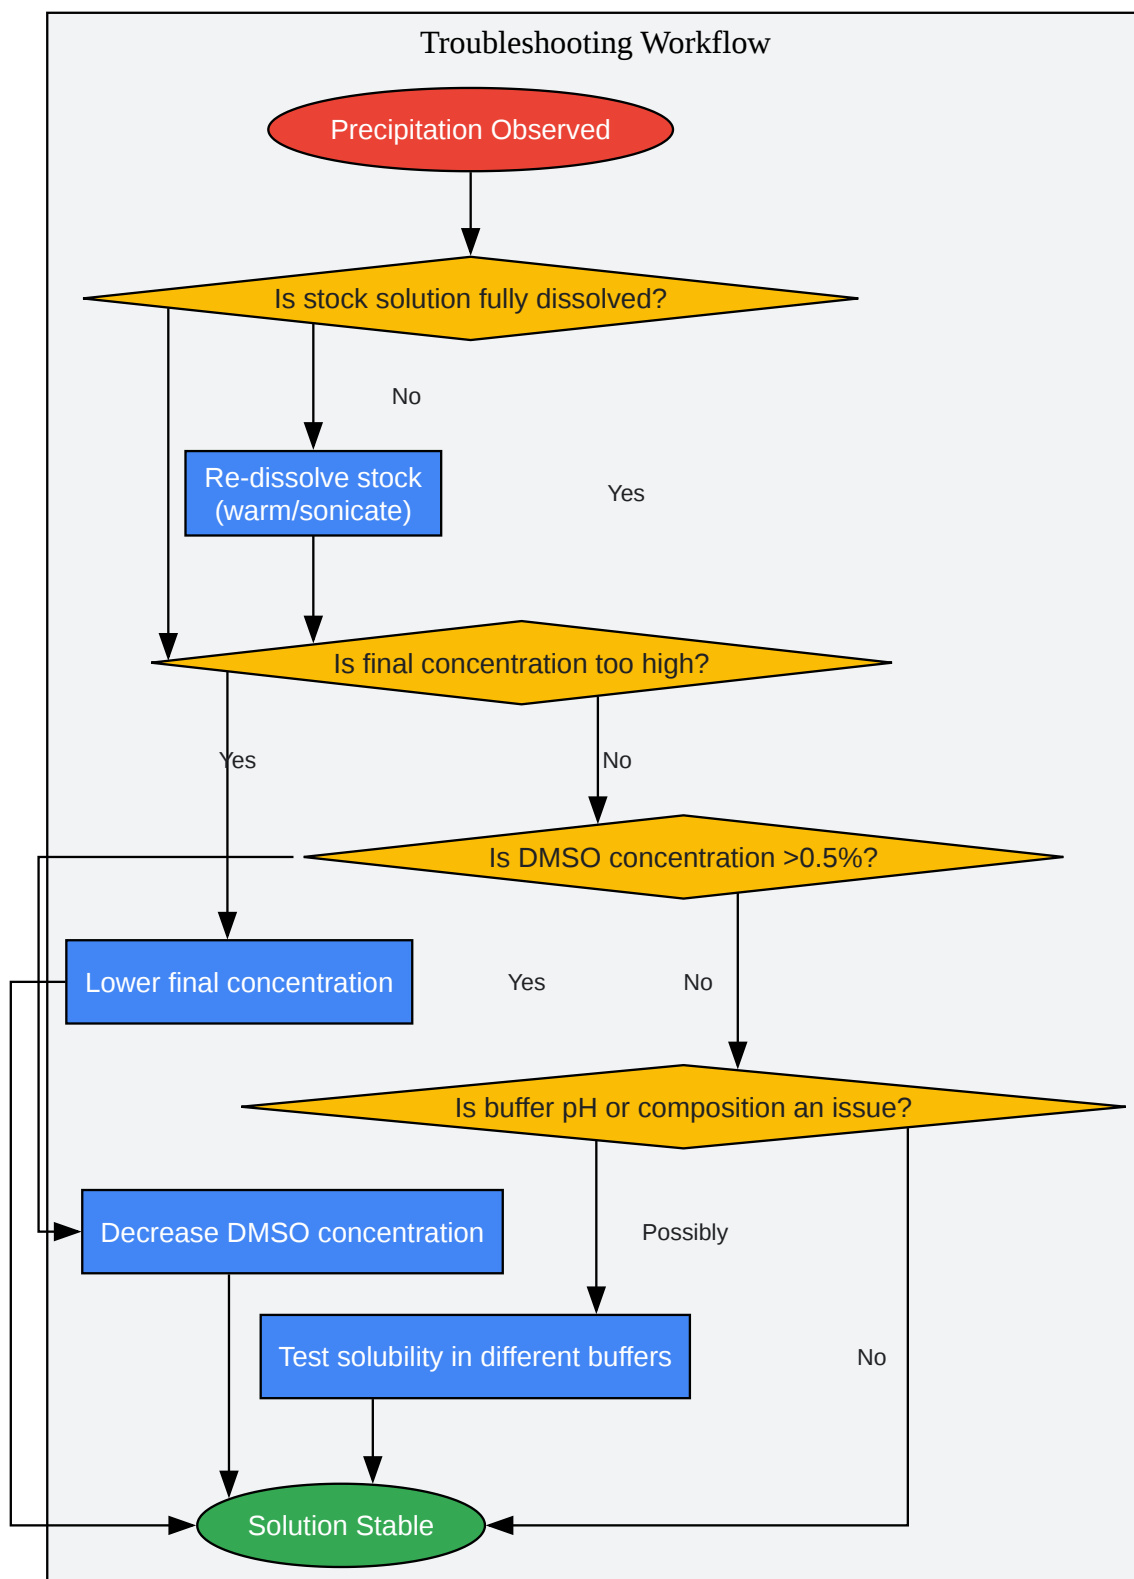 Troubleshooting Workflow
Precipitation Observed
Is stock solution fully dissolved?
No
Re-dissolve stock
(warm/sonicate)
Yes
Is final concentration too high?
Yes
No
Is DMSO concentration >0.5%?
Lower final concentration
Yes
No
Is buffer pH or composition an issue?
Decrease DMSO concentration
Possibly
Test solubility in different buffers
No
Solution Stable